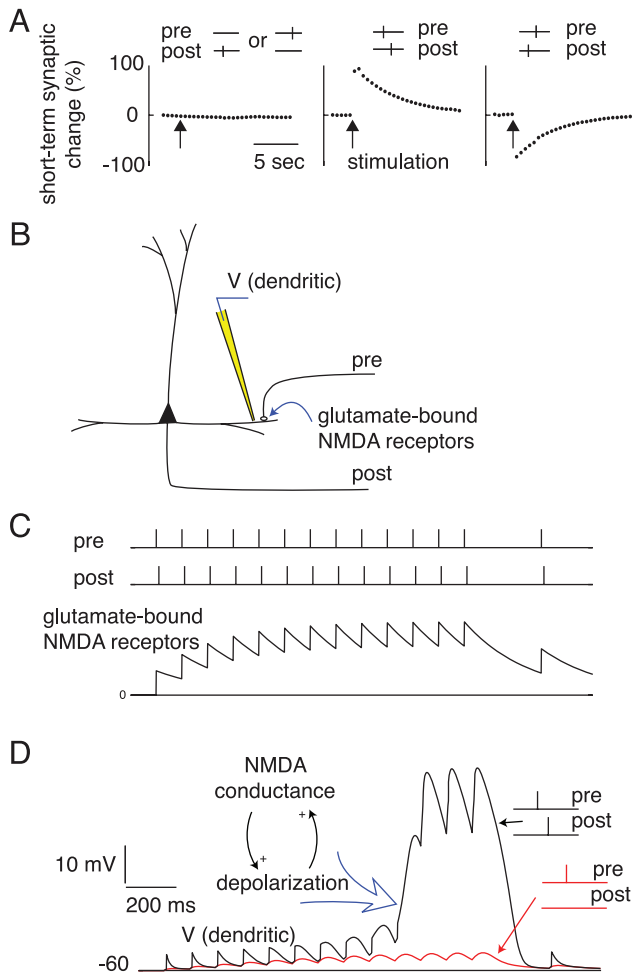 A
pre
post
or
pre
post
pre
post
short-term synaptic
change (%)
100
0
-100
5 sec
stimulation
B
V (dendritic)
pre
glutamate-bound
NMDA receptors
post
C
pre
post
glutamate-bound
NMDA receptors
0
D
NMDA
conductance
+
+
depolarization
10 mV
200 ms
V (dendritic)
-60
pre
post
pre
post